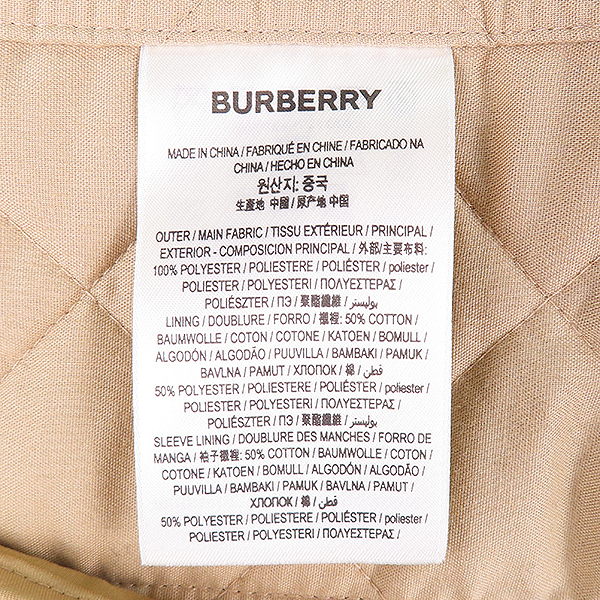 BURBERRY
MADE IN CHINA / FABRIQUÉ EN CHINE / FABRICADO NA
CHINA / HECHO EN CHINA
원산지: 중국
生產地 中國 / 原产地 中国
OUTER / MAIN FABRIC / TISSU EXTÉRIEUR / PRINCIPAL /
EXTERIOR - COMPOSICION PRINCIPAL / 外部/主要布料:
100% POLYESTER / POLIESTERE / POLIÉSTER / poliester /
POLIESTER / POLYESTERI / ΠΟΛΥΕΣΤΕΡΑΣ /
POLIÉSZTER / ПЭ / 聚酯纖維 / بوليستر /
LINING / DOUBLURE / FORRO / 襯裡: 50% COTTON /
BAUMWOLLE / COTON / COTONE / KATOEN / BOMULL /
ALGODÓN / ALGODÃO / PUUVILLA / BAMBAKI / PAMUK /
BAVLNA / PAMUT / ХЛОПОК / 棉 / قطن /
50% POLYESTER / POLIESTERE / POLIÉSTER / poliester /
POLIESTER / POLYESTERI / ΠΟΛΥΕΣΤΕΡΑΣ /
POLIÉSZTER / ПЭ / 聚酯纖維 / بوليستر /
SLEEVE LINING / DOUBLURE DES MANCHES / FORRO DE
MANGA / 袖子襯裡: 50% COTTON / BAUMWOLLE / COTON /
COTONE / KATOEN / BOMULL / ALGODÓN / ALGODÃO /
PUUVILLA / BAMBAKI / PAMUK / BAVLNA / PAMUT /
ХЛОПОК / 棉 / قطن /
50% POLYESTER / POLIESTERE / POLIÉSTER / poliester /
POLIESTER / POLYESTERI / ΠΟΛΥΕΣΤΕΡΑΣ /